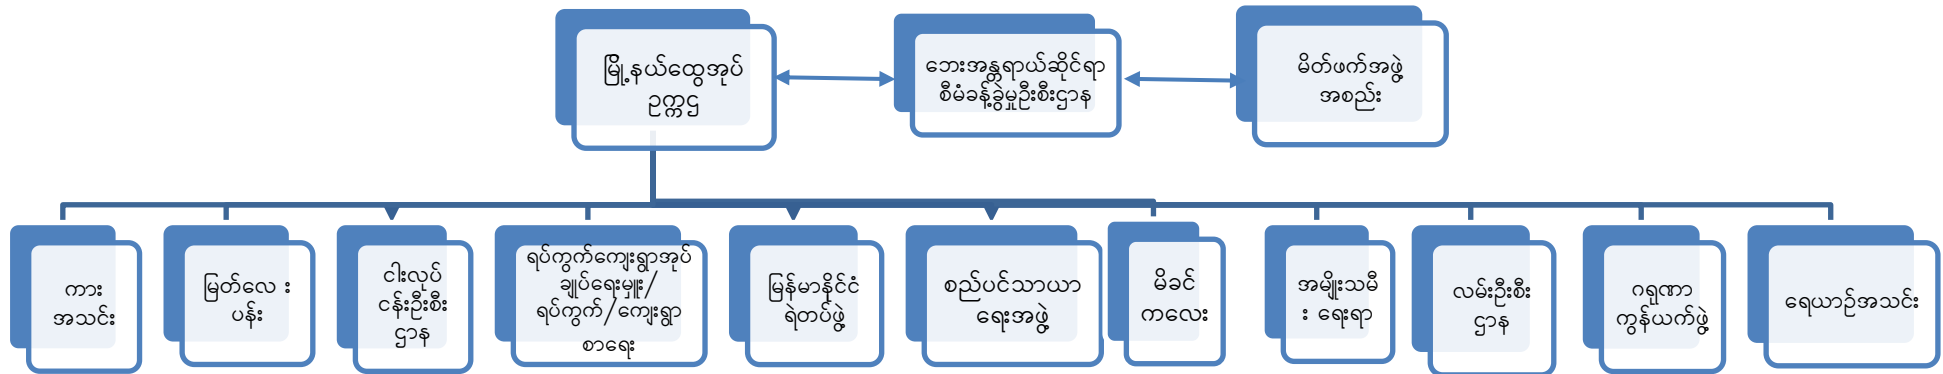 မြို့နယ်ထွေအုပ်
ဥက္ကဌ
ဘေးအန္တရာယ်ဆိုင်ရာ
စီမံခန့်ခွဲမှုဦးစီးဌာန
မိတ်ဖက်အဖွဲ့
အစည်း
ကား
အသင်း
မြတ်လေ း
ပန်း
ငါးလုပ်
ငန်းဦးစီး
ဌာန
ရပ်ကွက်ကျေးရွာအုပ်
ချုပ်ရေးမှူး/
ရပ်ကွက်/ကျေးရွာ
စာရေး
မြန်မာနိုင်ငံ
ရဲတပ်ဖွဲ့
စည်ပင်သာယာ
ရေးအဖွဲ့
မိခင်
ကလေး
အမျိုးသမီ
း ရေးရာ
လမ်းဦးစီး
ဌာန
ဂရုဏာ
ကွန်ယက်ဖွဲ့
ရေယာဉ်အသင်း